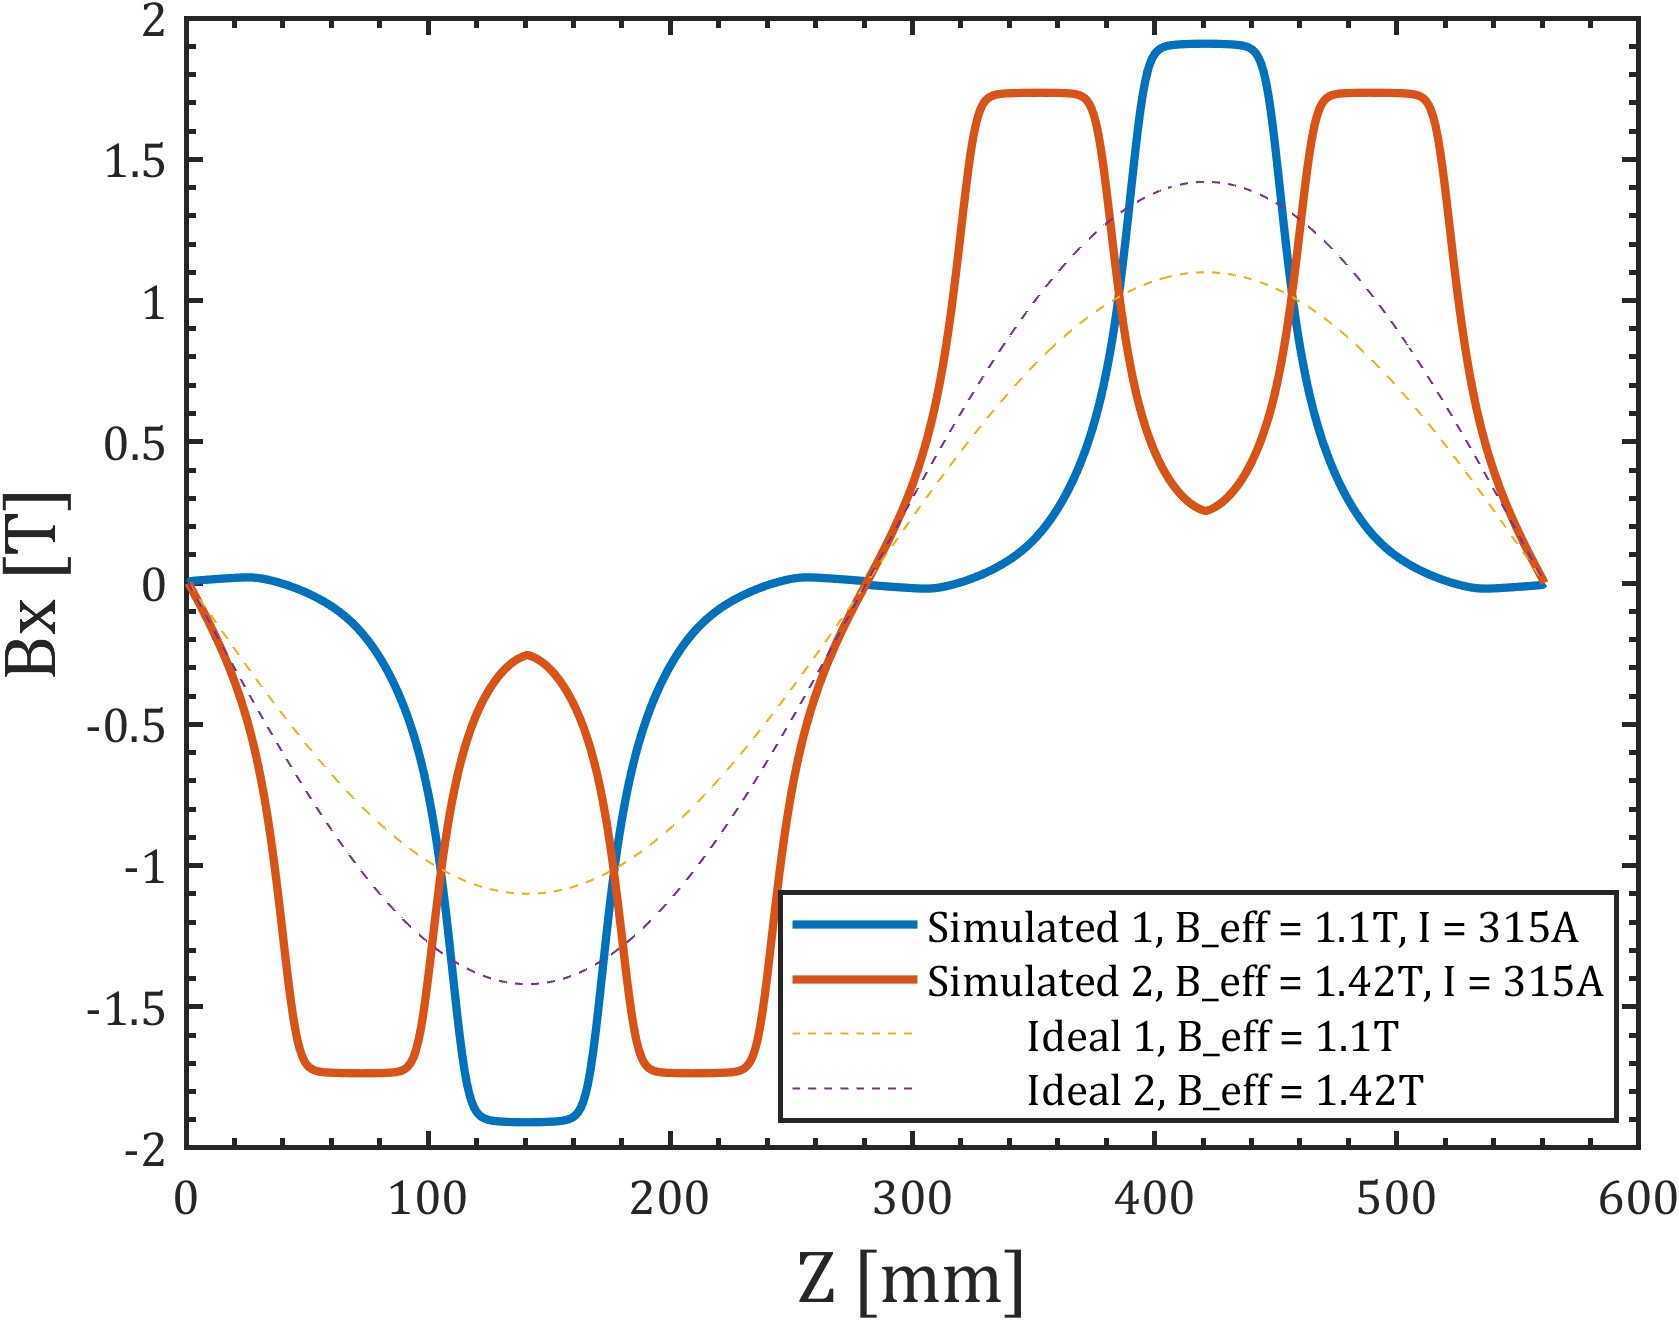 2
1.5
1
0.5
0
-0.5
-1
-1.5
-2
Bx [T]
Simulated 1, B_eff = 1.1T, I = 315A
Simulated 2, B_eff = 1.42T, I = 315A
Ideal 1, B_eff = 1.1T
Ideal 2, B_eff = 1.42T
0 100 200 300 400 500 600
Z [mm]